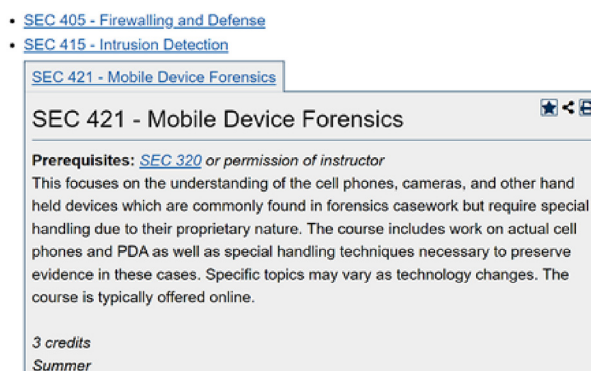 SEC 405 - Firewalling and Defense
SEC 415 - Intrusion Detection
SEC 421 - Mobile Device Forensics
SEC 421 - Mobile Device Forensics
Prerequisites: SEC 320 or permission of instructor
This focuses on the understanding of the cell phones, cameras, and other hand
held devices which are commonly found in forensics casework but require special
handling due to their proprietary nature. The course includes work on actual cell
phones and PDA as well as special handling techniques necessary to preserve
evidence in these cases. Specific topics may vary as technology changes. The
course is typically offered online.
3 credits
Summer